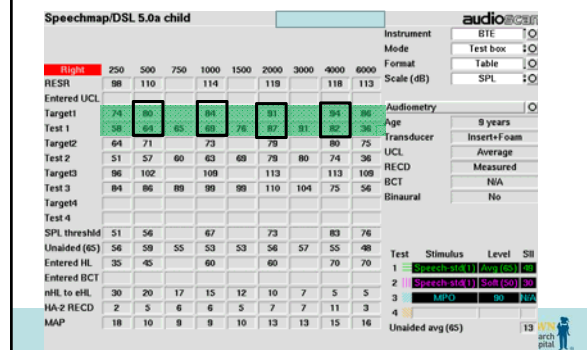 Speechmap/DSL 5.0a child
audioscan
Instrument BTE
Mode Test box
Format Table
Scale (dB) SPL
Right 250 500 750 1000 1500 2000 3000 4000 6000
RESR 98 110 114 119 118 113
Entered UCL
Target1 74 80 84 91 94 86
Test 1 58 64 65 69 76 87 91 82 36
Target2 64 71 73 79 80 75
Test 2 51 57 60 63 69 79 80 74 36
Target3 96 102 109 113 113 109
Test 3 84 86 89 99 99 110 104 75 56
Target4
Test 4
SPL threshld 51 56 67 73 83 76
Unaided (65) 56 59 55 53 53 56 57 55 48
Entered HL 35 45 60 60 70 70
Entered BCT
nHL to eHL 30 20 17 15 12 10 7 5 5
HA-2 RECD 2 5 6 6 5 7 7 11 3
MAP 18 10 9 9 10 13 13 15 16
Audiometry
Age 9 years
Transducer Insert+Foam
UCL Average
RECD Measured
BCT N/A
Binaural No
Test Stimulus Level SII
1 Speech-std(1) Avg (65) 48
2 Speech-std(1) Soft (50) 30
3 MPO 90 N/A
4
Unaided avg (65) 13
WN
arch
pital